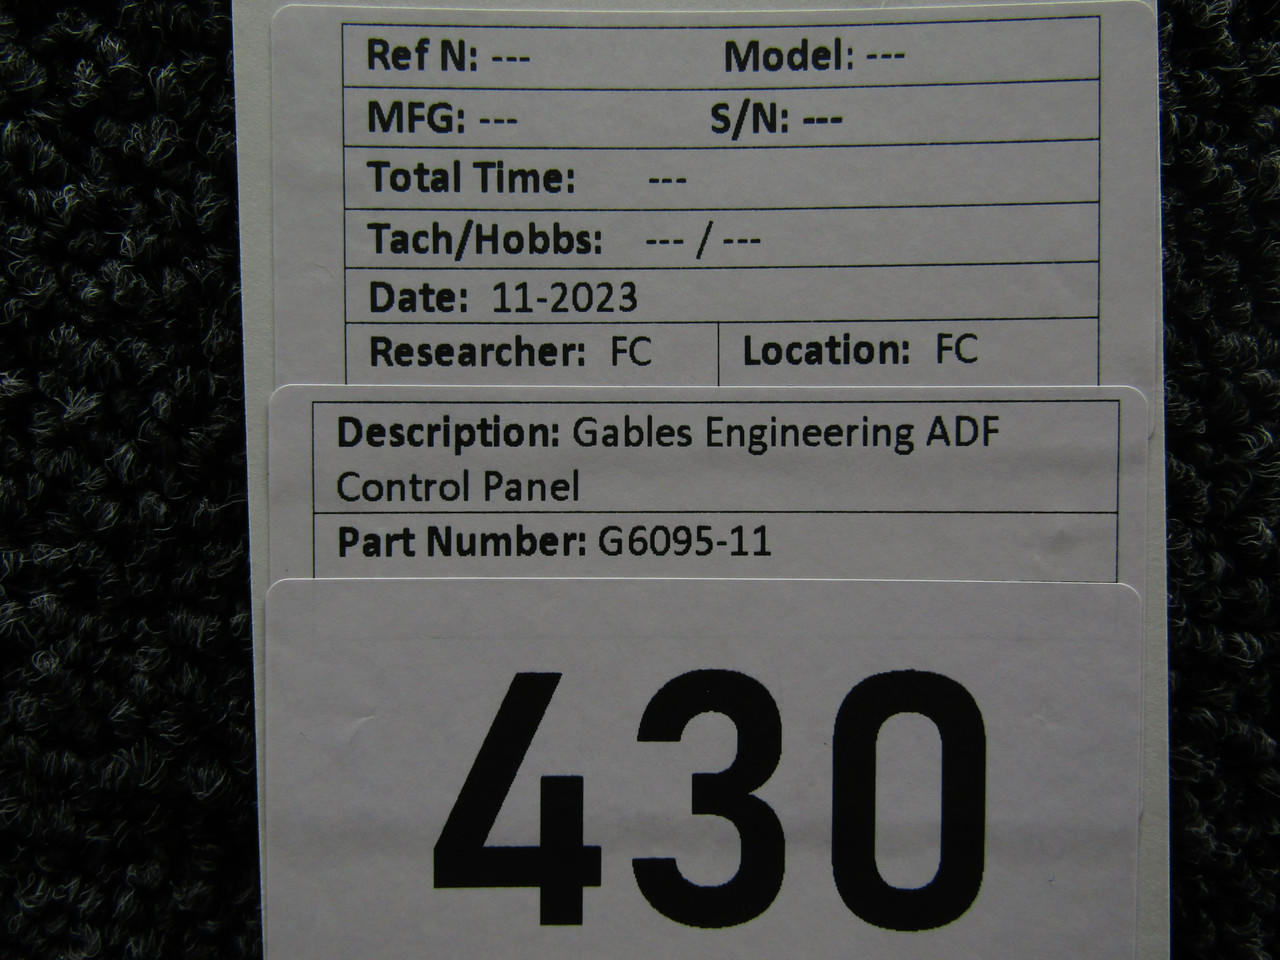 Ref N: --- Model: ---
MFG: --- S/N: ---
Total Time: ---
Tach/Hobbs: --- / ---
Date: 11-2023
Researcher: FC Location: FC
Description: Gables Engineering ADF
Control Panel
Part Number: G6095-11
430